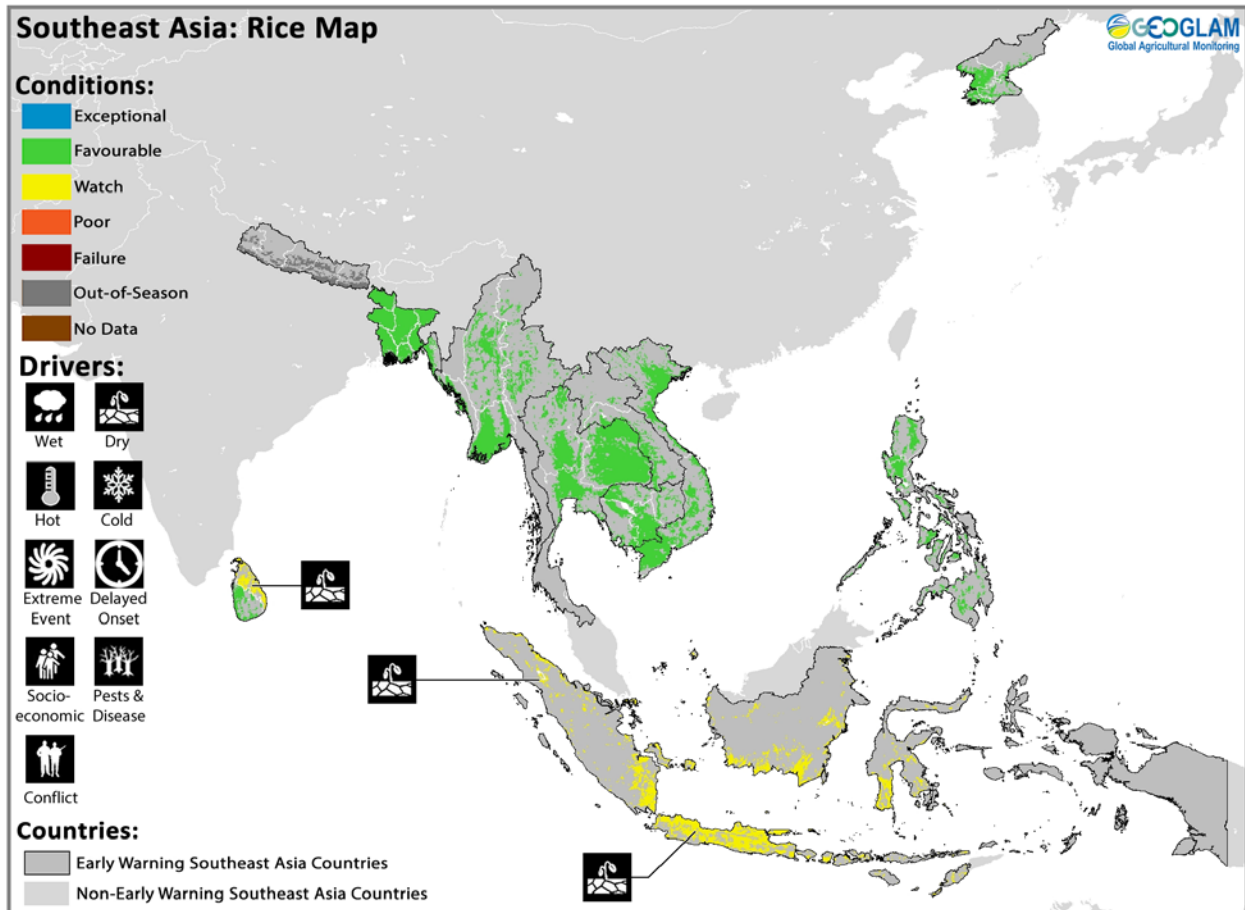 Southeast Asia: Rice Map
GEOGLAM
Global Agricultural Monitoring
Conditions:
Exceptional
Favourable
Watch
Poor
Failure
Out-of-Season
No Data
Drivers:
Wet
Dry
Hot
Cold
Extreme
Event
Delayed
Onset
Socio-
economic
Pests &
Disease
Conflict
Countries:
Early Warning Southeast Asia Countries
Non-Early Warning Southeast Asia Countries